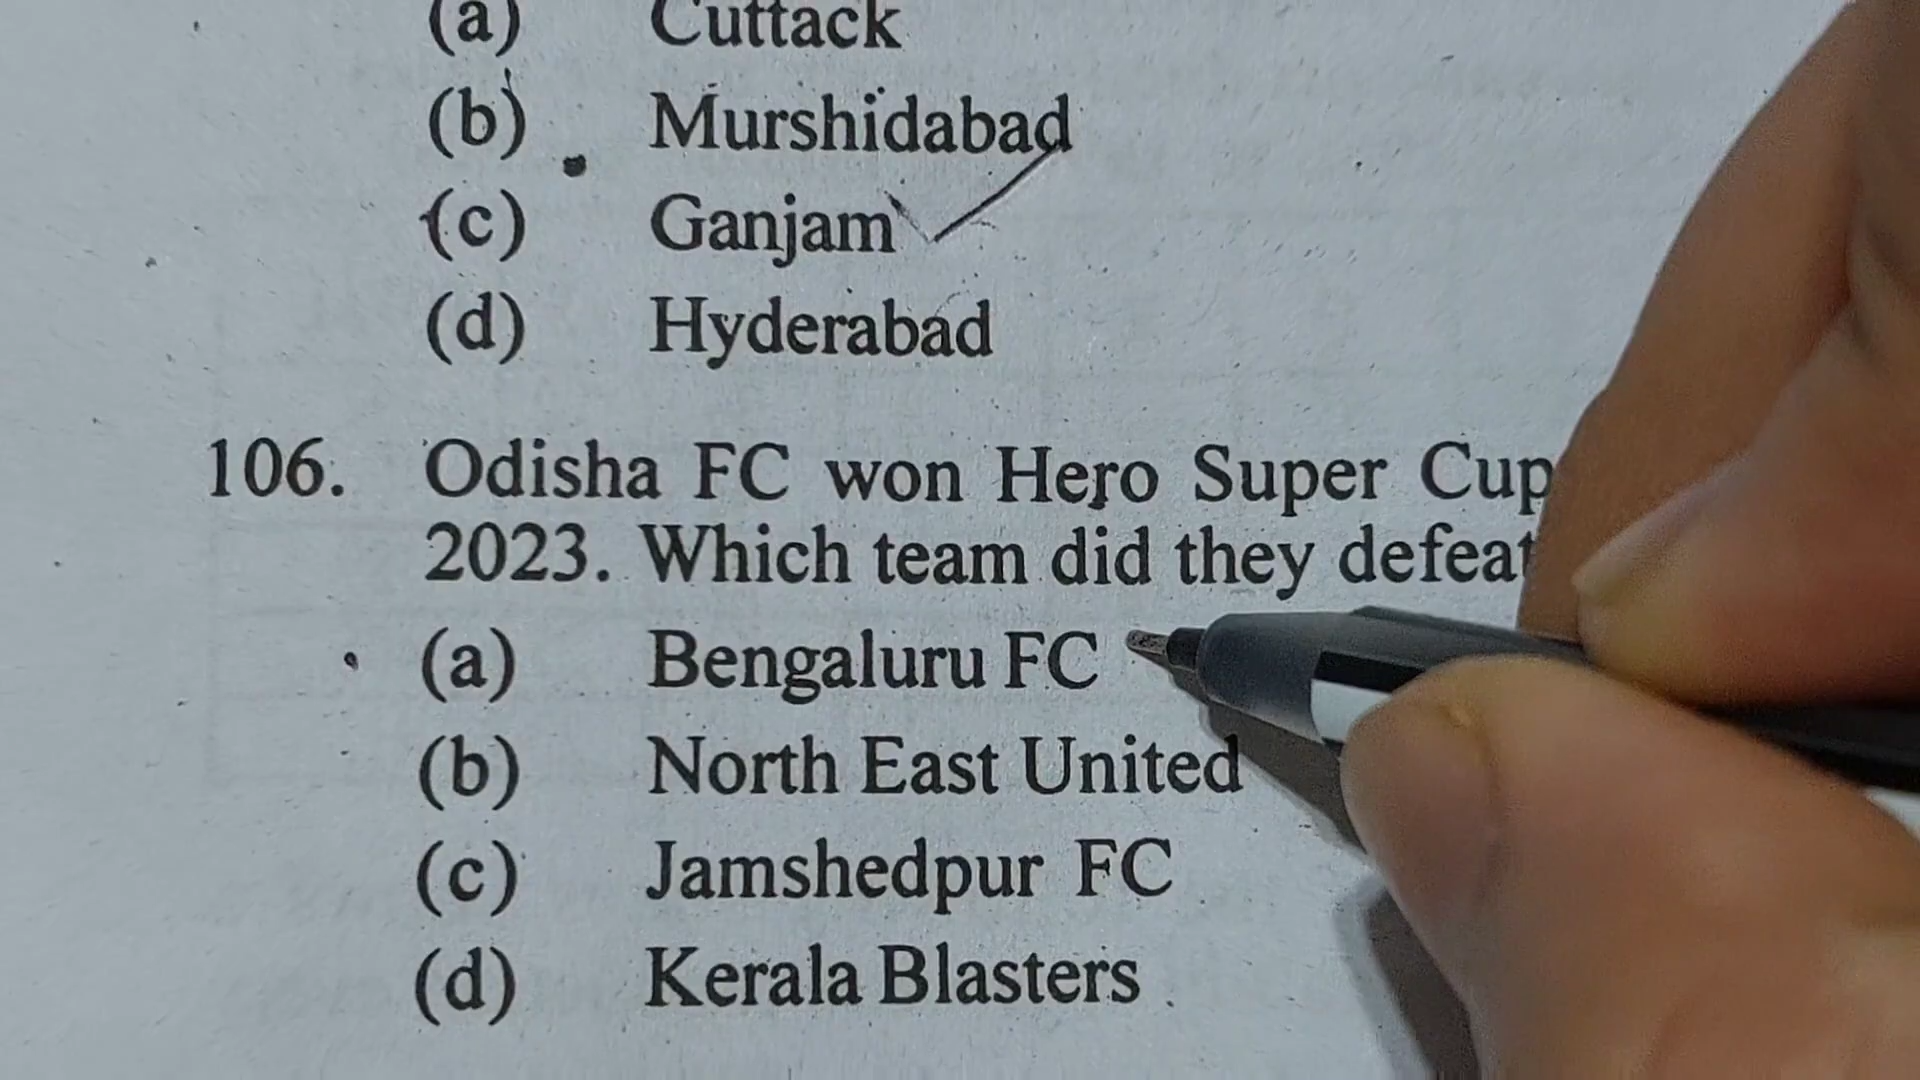 (a) Cuttack
(b) Murshidabad
(c) Ganjam
(d) Hyderabad
106. Odisha FC won Hero Super Cup
2023. Which team did they defeat
(a) Bengaluru FC
(b) North East United
(c) Jamshedpur FC
(d) Kerala Blasters